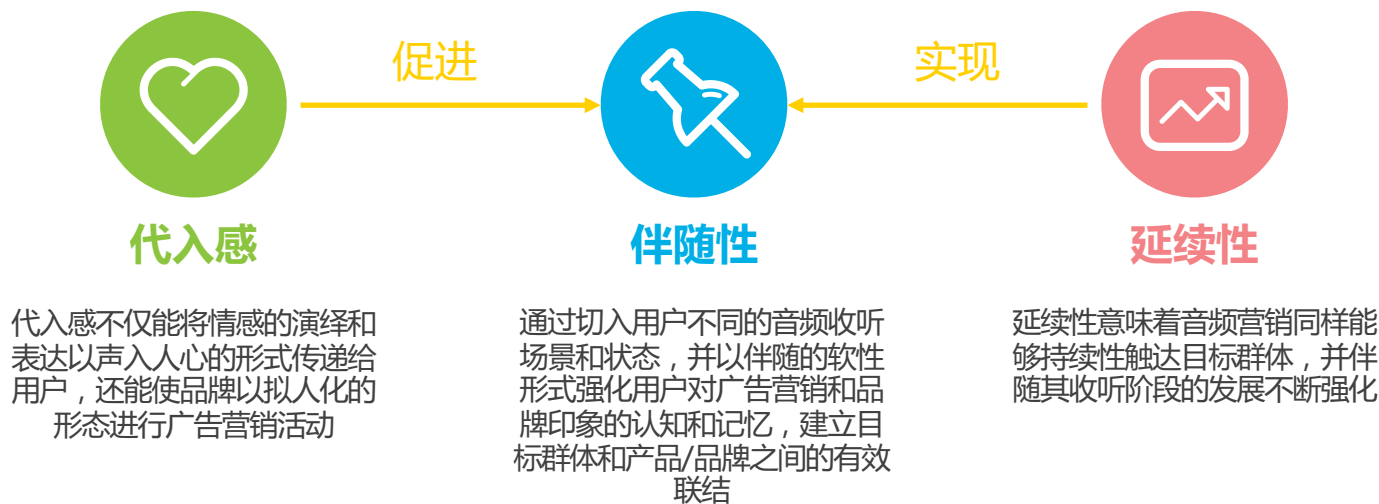 促进
实现
代入感
伴随性
延续性
代入感不仅能将情感的演绎和
表达以声入人心的形式传递给
用户，还能使品牌以拟人化的
形态进行广告营销活动
通过切入用户不同的音频收听
场景和状态，并以伴随的软性
形式强化用户对广告营销和品
牌印象的认知和记忆，建立目
标群体和产品/品牌之间的有效
联结
延续性意味着音频营销同样能
够持续性触达目标群体，并伴
随其收听阶段的发展不断强化